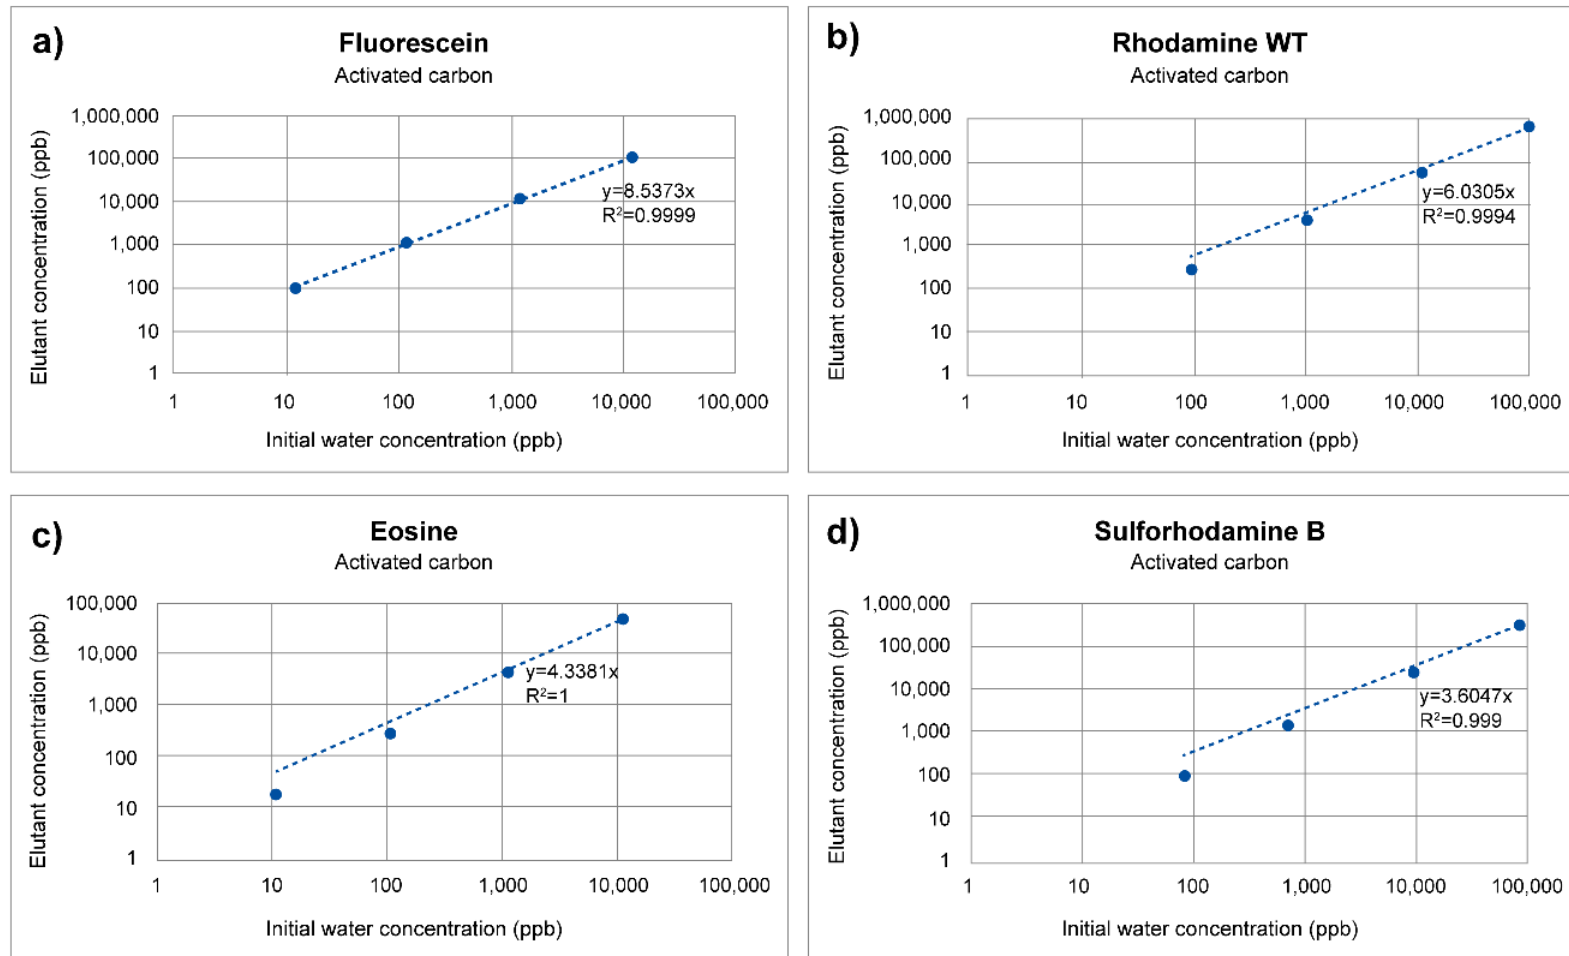 a)
Fluorescein
Activated carbon
Elutant concentration (ppb)
1,000,000
100,000
10,000
1,000
100
10
1
y=8.5373x
R²=0.9999
1 10 100 1,000 10,000 100,000
Initial water concentration (ppb)
b)
Rhodamine WT
Activated carbon
Elutant concentration (ppb)
1,000,000
100,000
10,000
1,000
100
10
1
y=6.0305x
R²=0.9994
1 10 100 1,000 10,000 100,000
Initial water concentration (ppb)
c)
Eosine
Activated carbon
Elutant concentration (ppb)
100,000
10,000
1,000
100
10
1
y=4.3381x
R²=1
1 10 100 1,000 10,000 100,000
Initial water concentration (ppb)
d)
Sulforhodamine B
Activated carbon
Elutant concentration (ppb)
1,000,000
100,000
10,000
1,000
100
10
1
y=3.6047x
R²=0.999
1 10 100 1,000 10,000 100,000
Initial water concentration (ppb)